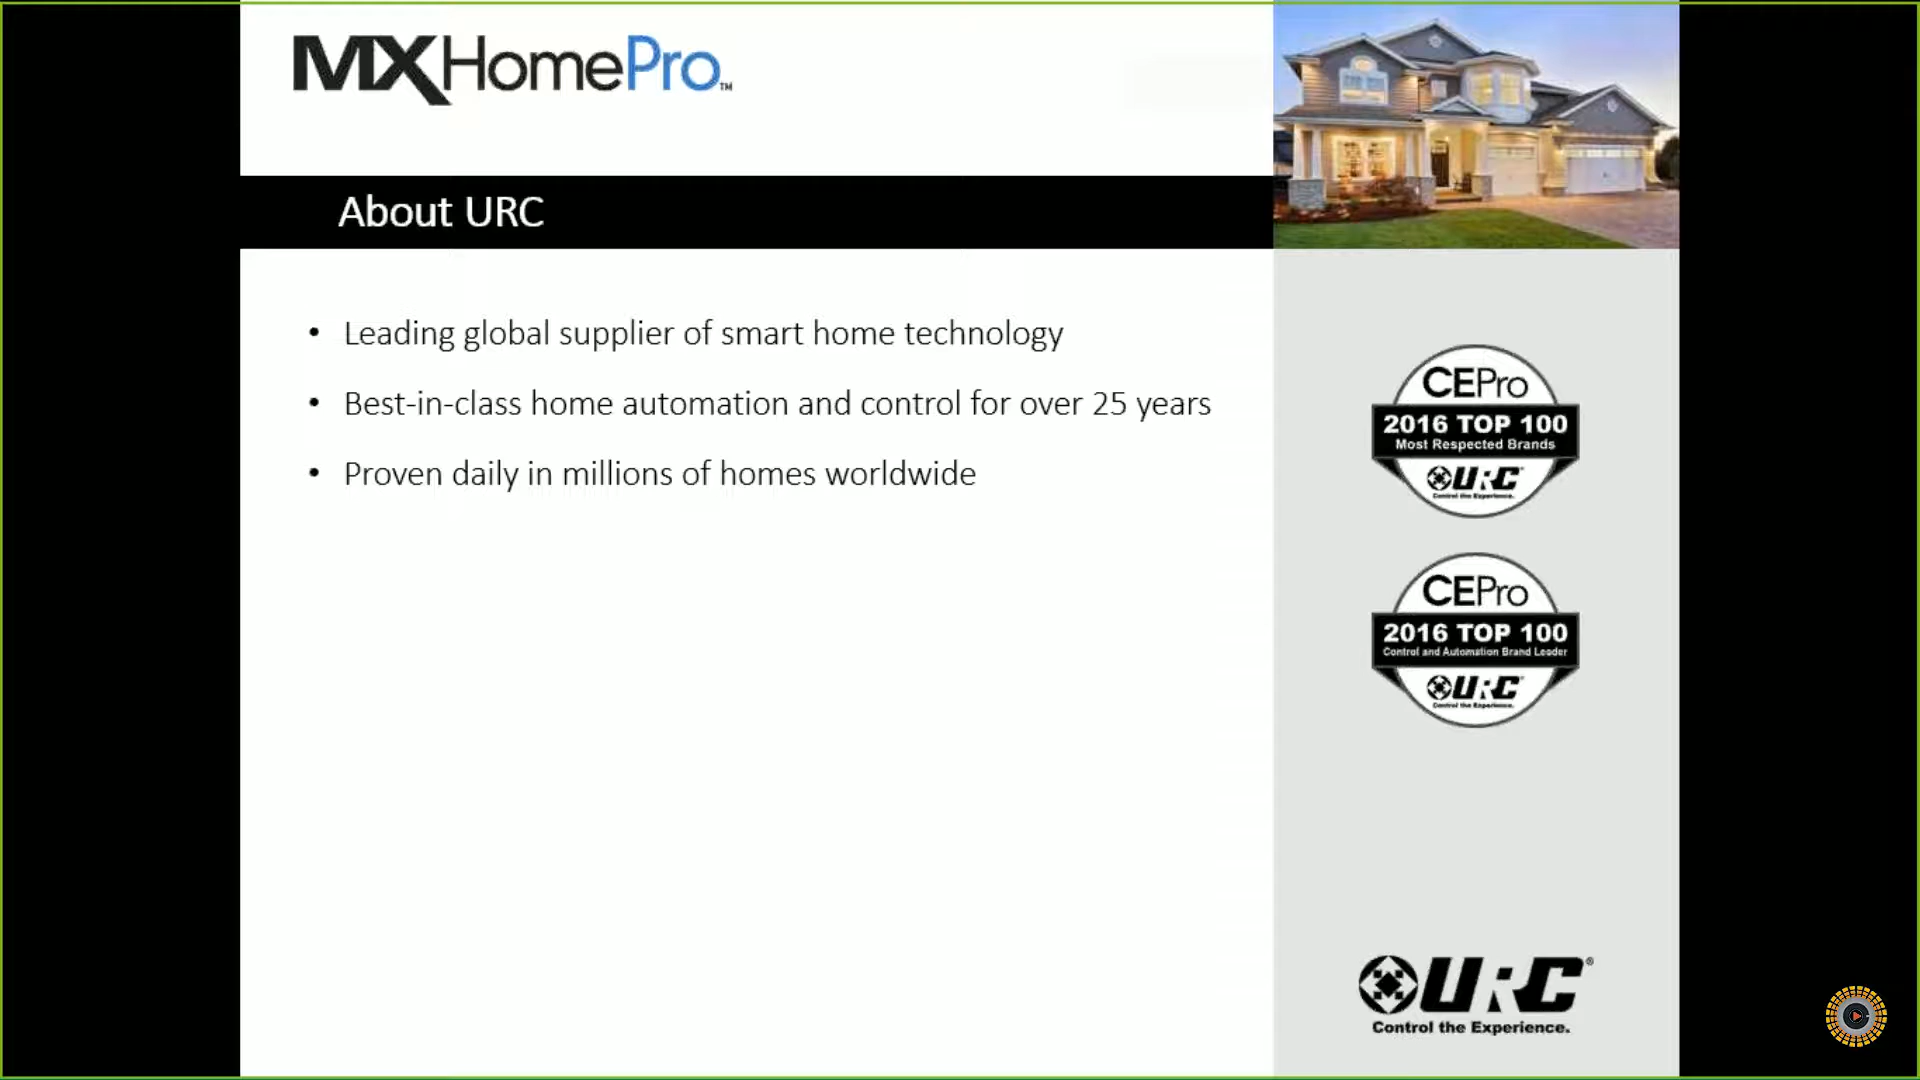 MXHomePro™
About URC
• Leading global supplier of smart home technology
• Best-in-class home automation and control for over 25 years
• Proven daily in millions of homes worldwide
CEPro
2016 TOP 100
Most Respected Brands
URC
Control the Experience.
CEPro
2016 TOP 100
Control and Automation Brand Leader
URC
Control the Experience.
URC®
Control the Experience.